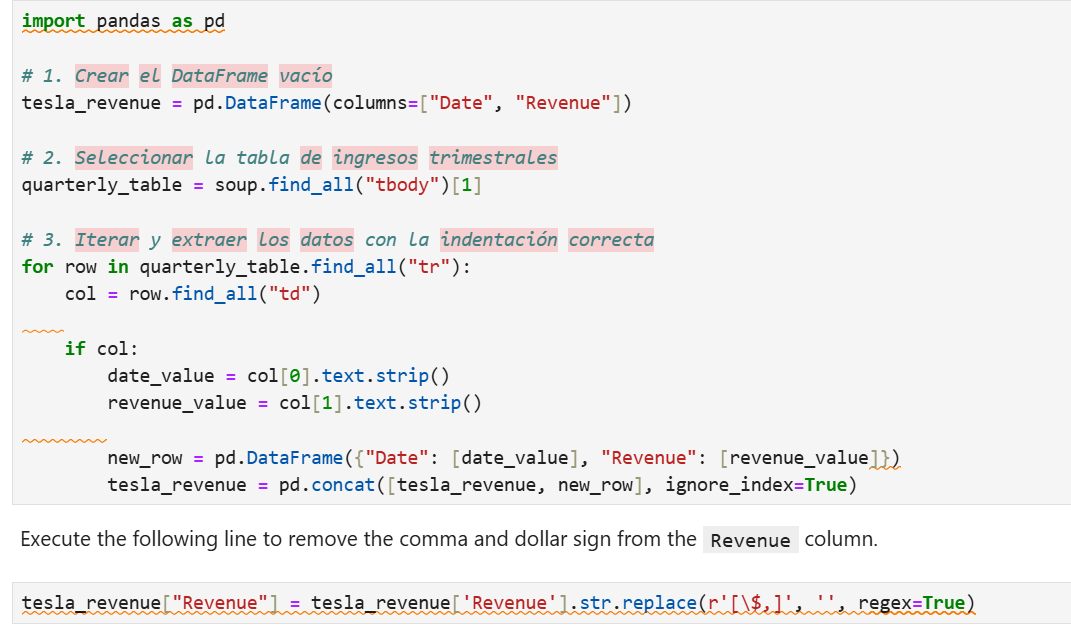 import pandas as pd
# 1. Crear el DataFrame vacío
tesla_revenue = pd.DataFrame(columns=["Date", "Revenue"])
# 2. Seleccionar la tabla de ingresos trimestrales
quarterly_table = soup.find_all("tbody")[1]
# 3. Iterar y extraer los datos con la indentación correcta
for row in quarterly_table.find_all("tr"):
    col = row.find_all("td")
    if col:
        date_value = col[0].text.strip()
        revenue_value = col[1].text.strip()
        new_row = pd.DataFrame({"Date": [date_value], "Revenue": [revenue_value]})
        tesla_revenue = pd.concat([tesla_revenue, new_row], ignore_index=True)
Execute the following line to remove the comma and dollar sign from the Revenue column.
tesla_revenue["Revenue"] = tesla_revenue['Revenue'].str.replace(r'[\$,]', '', regex=True)